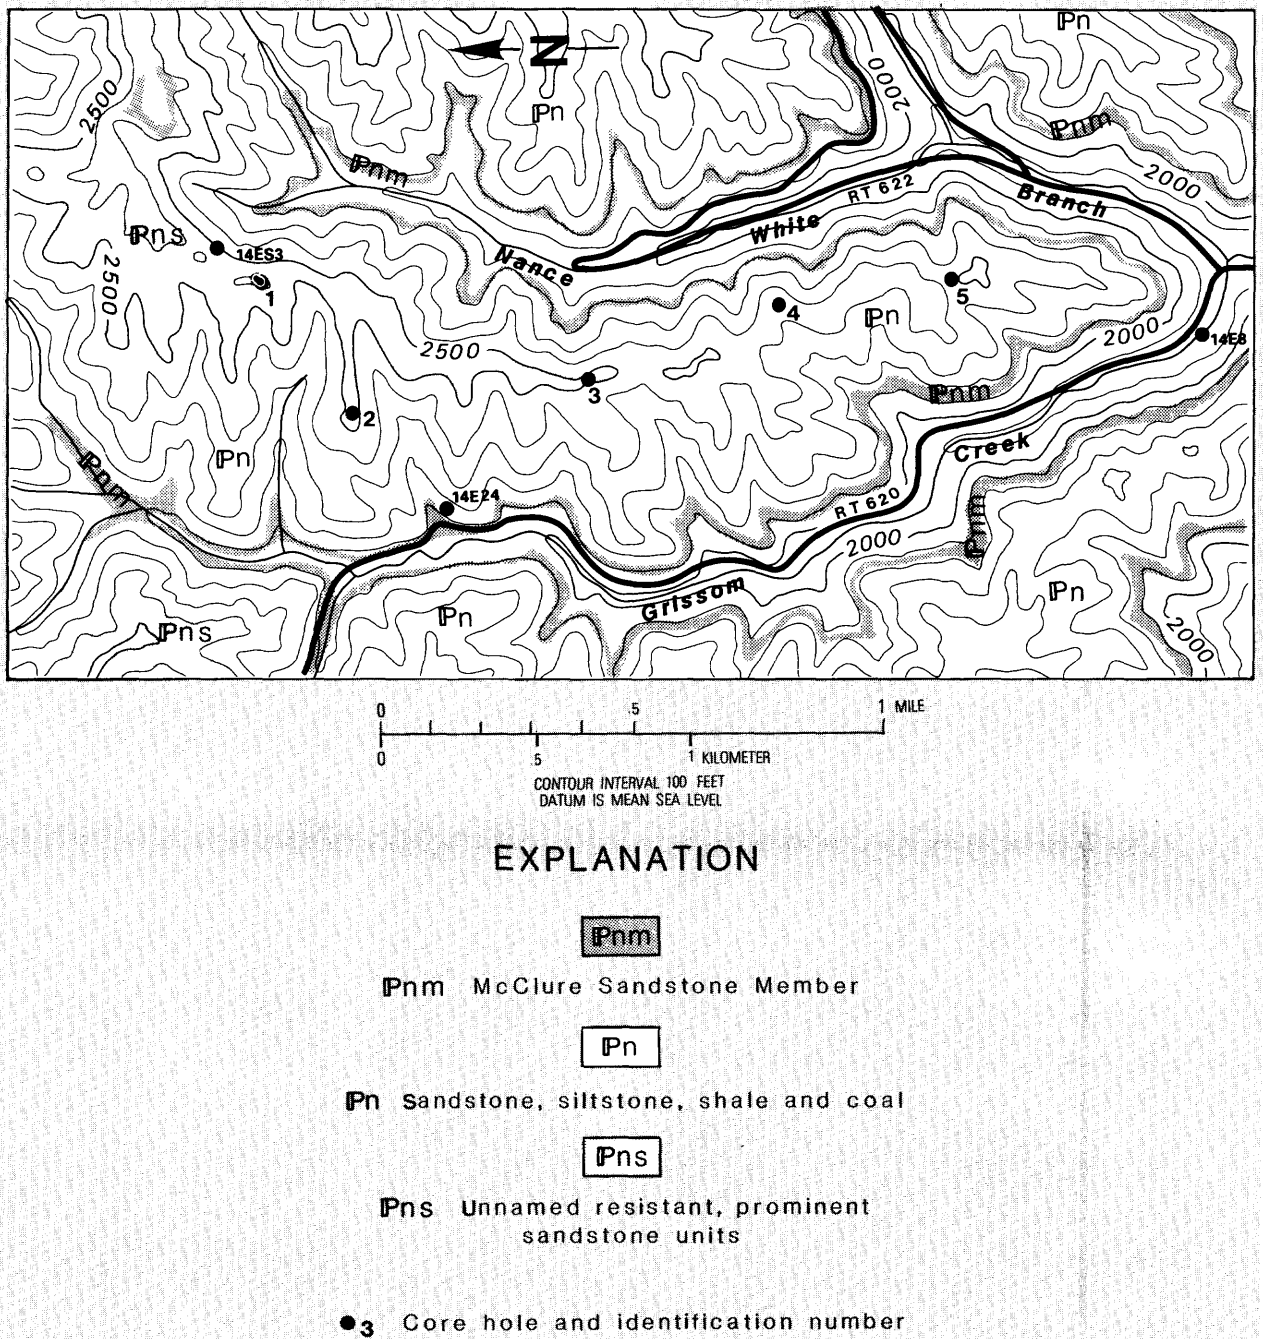 ℙn
2500
N
2000
ℙn
ℙnm
ℙnm
2000
RT 622
Branch
White
ℙns
14ES3
2500
1
Nance
5
4
ℙn
2000
14E8
2500
3
ℙnm
2
Creek
ℙn
ℙnm
14E24
RT 620
2000
ℙnm
Grissom
ℙn
ℙn
ℙns
2000
0 .5 1 MILE
0 .5 1 KILOMETER
CONTOUR INTERVAL 100 FEET
DATUM IS MEAN SEA LEVEL
EXPLANATION
ℙnm
ℙnm McClure Sandstone Member
ℙn
ℙn Sandstone, siltstone, shale and coal
ℙns
ℙns Unnamed resistant, prominent
sandstone units
3 Core hole and identification number